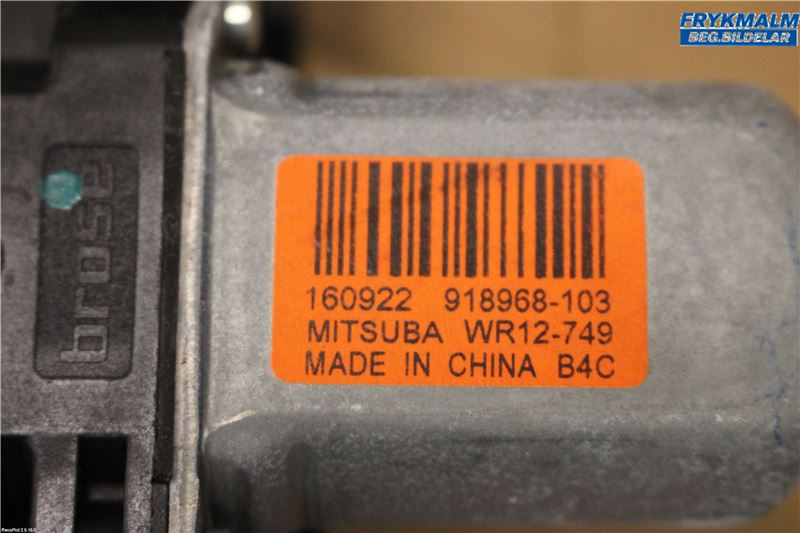 FRYKMALM
BEG.BILDELAR
brose
160922 918968-103
MITSUBA WR12-749
MADE IN CHINA B4C